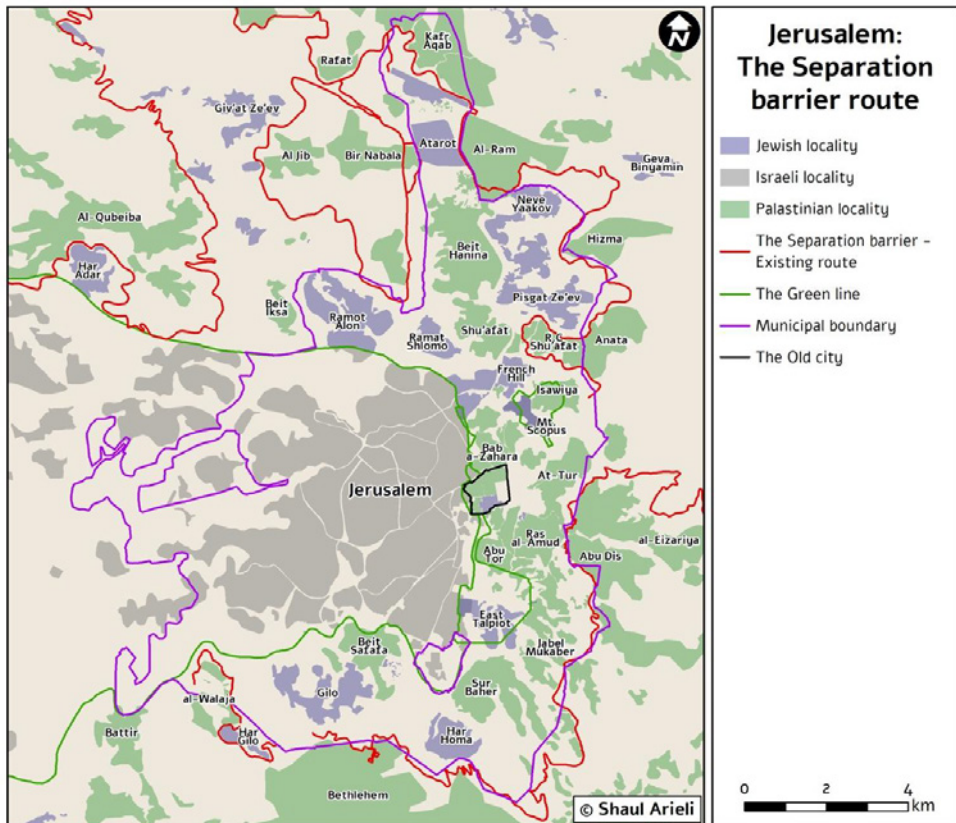 N
Kafr
Aqab
Rafat
Giv'at Ze'ev
Atarot
Al Jib
Bir Nabala
Al-Ram
Geva
Binyamin
Neve
Yaakov
Al-Qubeiba
Beit
Hanina
Hizma
Har
Adar
Pisgat Ze'ev
Beit
Iksa
Ramot
Alon
Ramat
Shlomo
Shu'afat
R.C
Shu'afat
Anata
French
Hill
Isawiya
Mt.
Scopus
Bab
a-Zahara
At-Tur
Jerusalem
Ras
al-Amud
Abu
Tor
Abu Dis
al-Eizariya
East
Talpiot
Jabel
Mukaber
Beit
Safafa
Sur
Baher
Gilo
al-Walaja
Battir
Har
Gilo
Har
Homa
Bethlehem
© Shaul Arieli
Jerusalem:
The Separation
barrier route
Jewish locality
Israeli locality
Palastinian locality
The Separation barrier -
Existing route
The Green line
Municipal boundary
The Old city
0 2 4
km